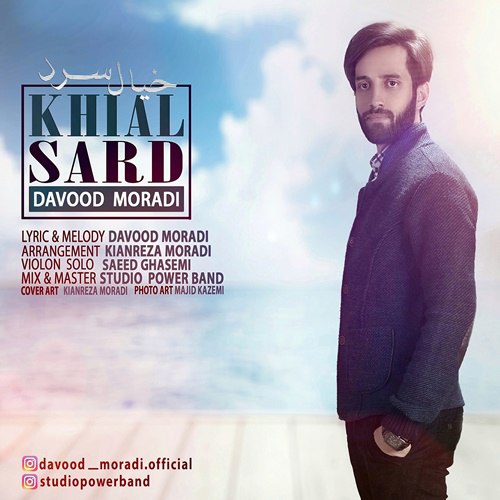 خیال سرد
KHIAL
SARD
DAVOOD MORADI
LYRIC & MELODY DAVOOD MORADI
ARRANGEMENT KIANREZA MORADI
VIOLON SOLO SAEED GHASEMI
MIX & MASTER STUDIO POWER BAND
COVER ART KIANREZA MORADI PHOTO ART MAJID KAZEMI
davood__moradi.official
studiopowerband